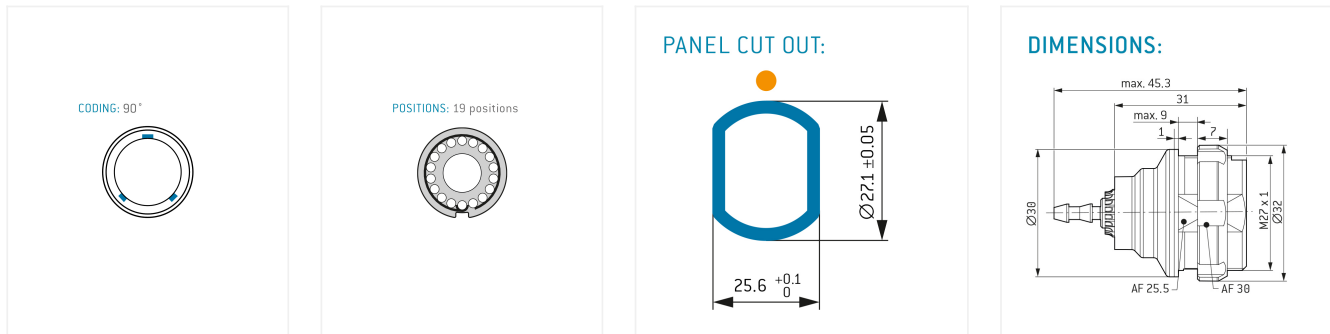 CODING: 90°
POSITIONS: 19 positions
PANEL CUT OUT:
Ø27.1 ±0.05
25.6 +0.1
0
DIMENSIONS:
max. 45,3
31
max. 9
1
7
Ø30
M27 x 1
Ø32
AF 25.5
AF 30